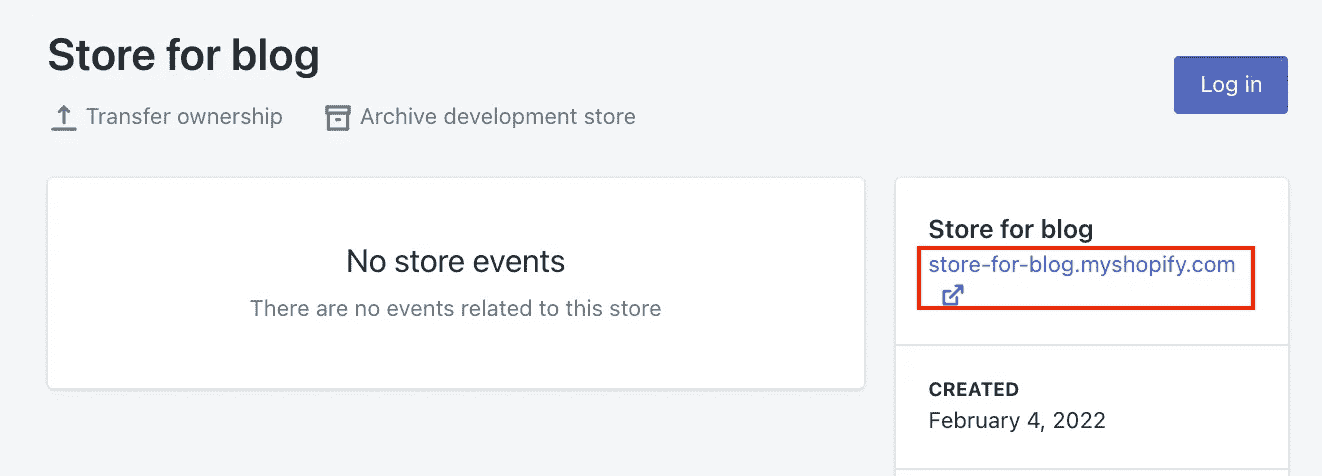 Store for blog
Transfer ownership
Archive development store
Log in
No store events
There are no events related to this store
Store for blog
store-for-blog.myshopify.com
CREATED
February 4, 2022